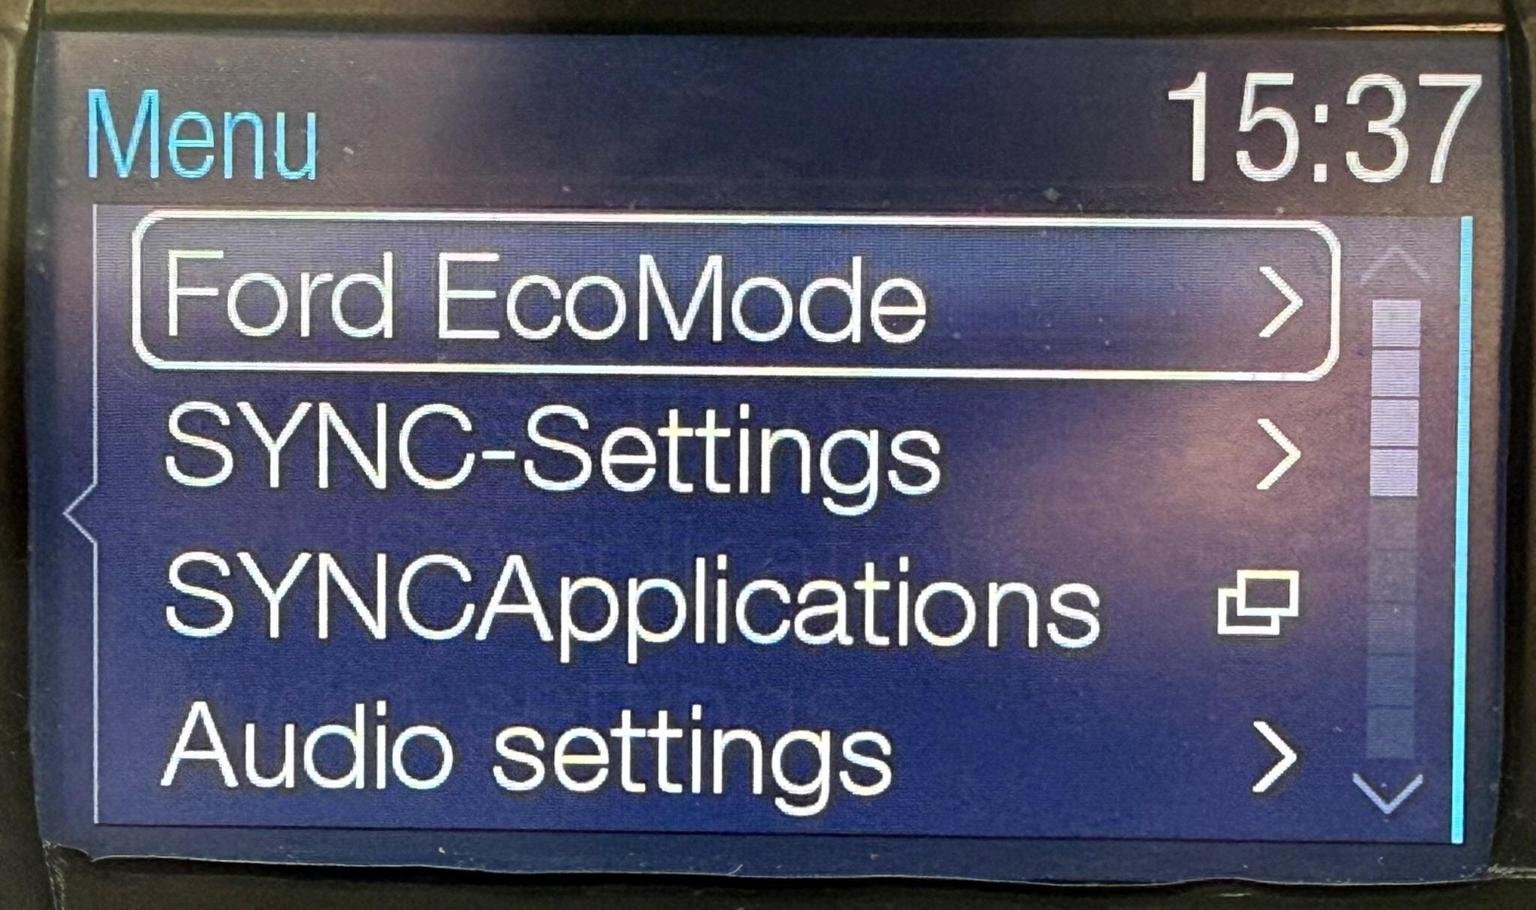 Menu 15:37
Ford EcoMode
SYNC-Settings
SYNCApplications
Audio settings